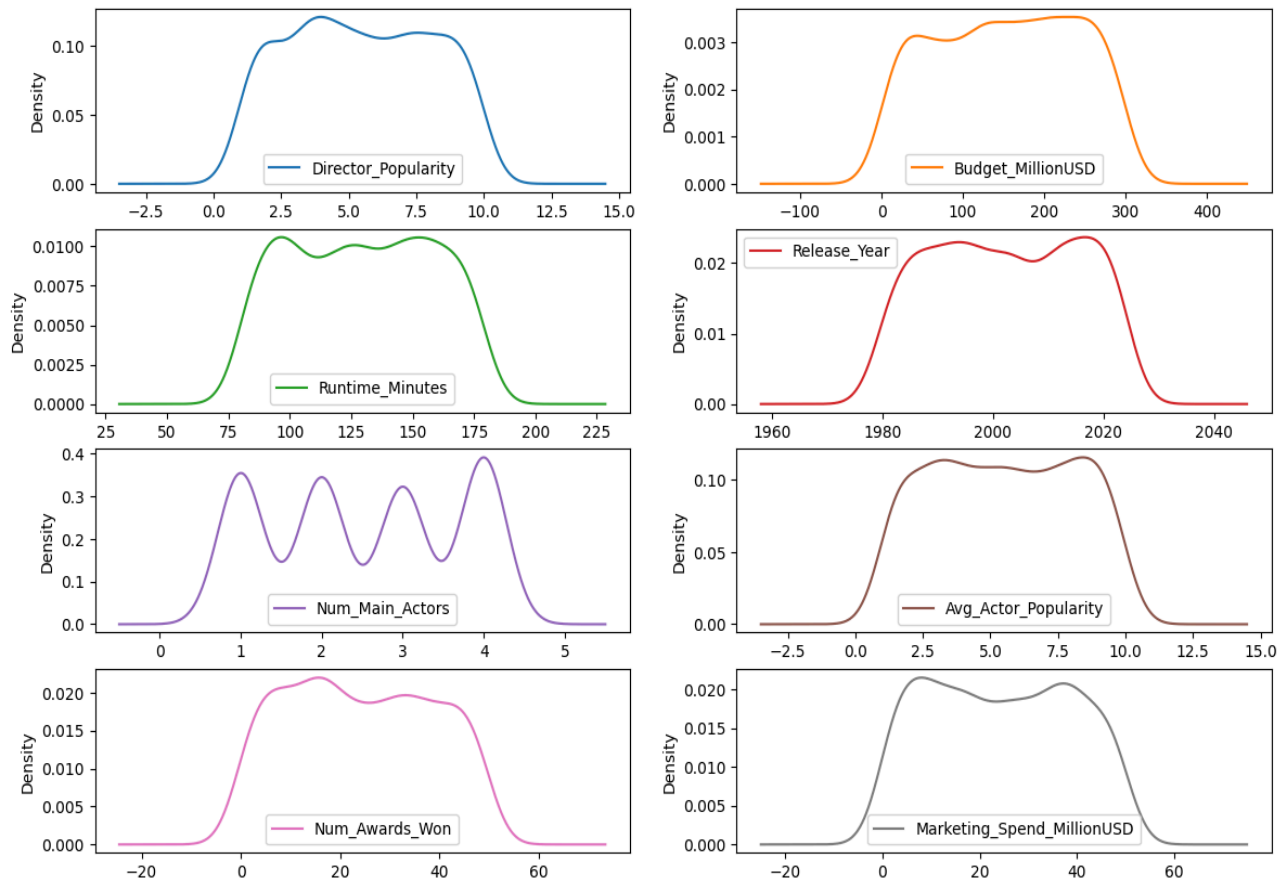 Density
0.10
0.05
0.00
Director_Popularity
−2.5 0.0 2.5 5.0 7.5 10.0 12.5 15.0
Density
0.003
0.002
0.001
0.000
Budget_MillionUSD
−100 0 100 200 300 400
Density
0.0100
0.0075
0.0050
0.0025
0.0000
Runtime_Minutes
25 50 75 100 125 150 175 200 225
Density
0.02
0.01
0.00
Release_Year
1960 1980 2000 2020 2040
Density
0.4
0.3
0.2
0.1
0.0
Num_Main_Actors
0 1 2 3 4 5
Density
0.10
0.05
0.00
Avg_Actor_Popularity
−2.5 0.0 2.5 5.0 7.5 10.0 12.5 15.0
Density
0.020
0.015
0.010
0.005
0.000
Num_Awards_Won
−20 0 20 40 60
Density
0.020
0.015
0.010
0.005
0.000
Marketing_Spend_MillionUSD
−20 0 20 40 60